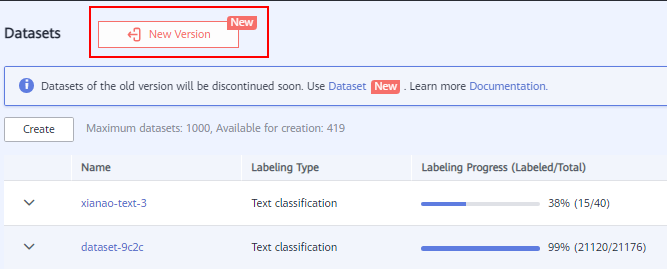 Datasets
New Version
New
Datasets of the old version will be discontinued soon. Use Dataset New . Learn more Documentation.
Create
Maximum datasets: 1000, Available for creation: 419
Name Labeling Type Labeling Progress (Labeled/Total)
xianao-text-3 Text classification 38% (15/40)
dataset-9c2c Text classification 99% (21120/21176)